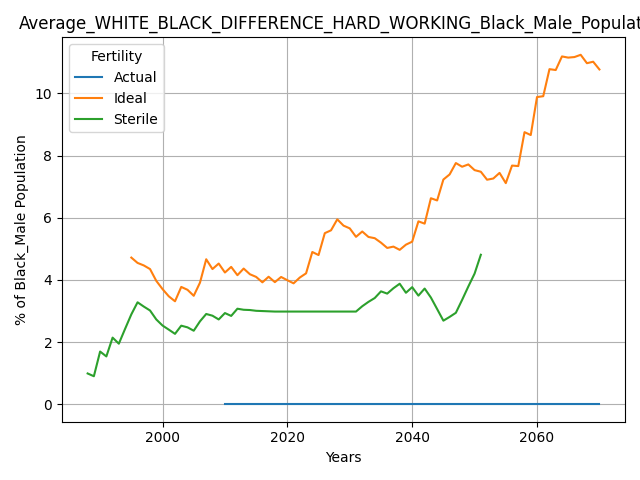 Average_WHITE_BLACK_DIFFERENCE_HARD_WORKING_Black_Male_Populat
Fertility
Actual
Ideal
Sterile
% of Black_Male Population
10
8
6
4
2
0
2000 2020 2040 2060
Years